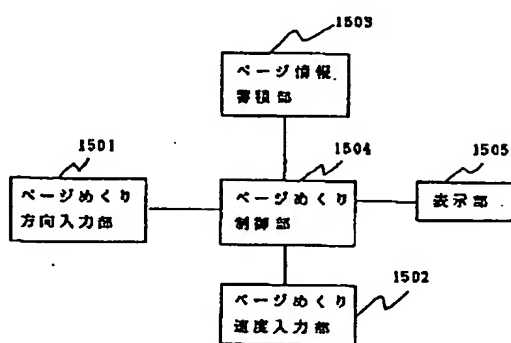 1503
ページ情報
蓄積部
1501
ページめくり
方向入力部
1504
ページめくり
制御部
1505
表示部
1502
ページめくり
速度入力部